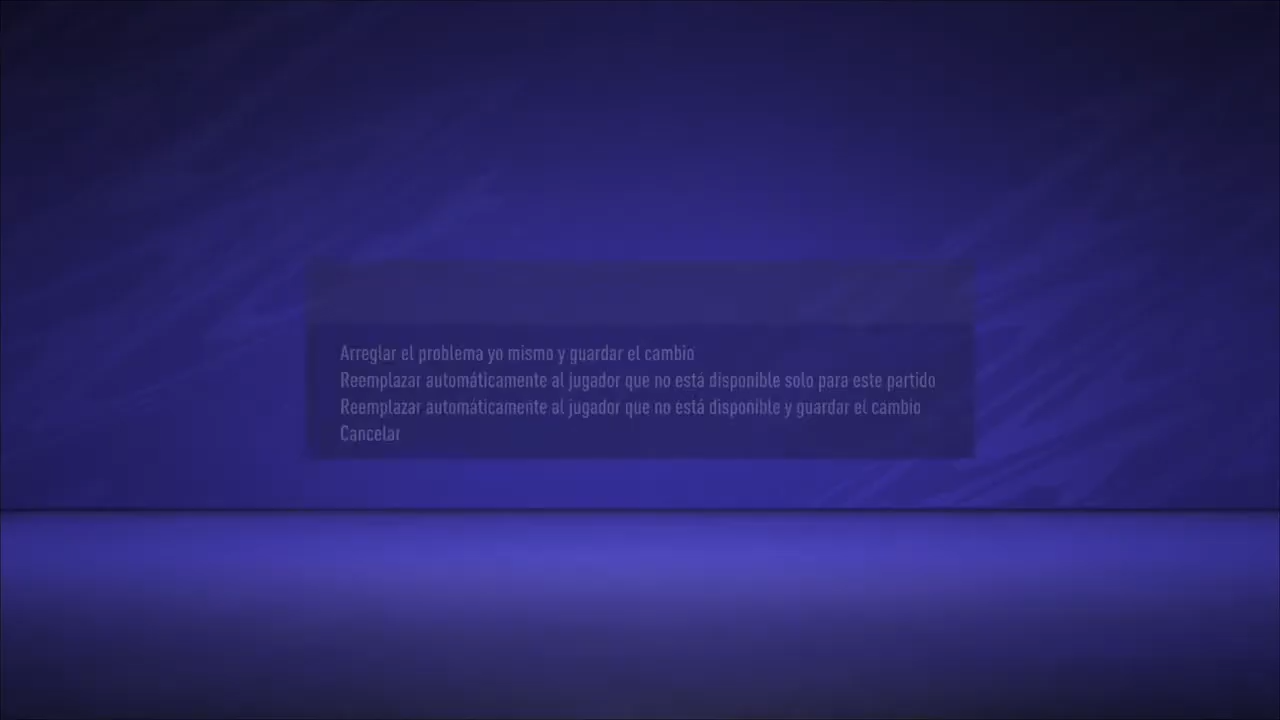 Arreglar el problema yo mismo y guardar el cambio
Reemplazar automáticamente al jugador que no está disponible solo para este partido
Reemplazar automáticamente al jugador que no está disponible y guardar el cambio
Cancelar